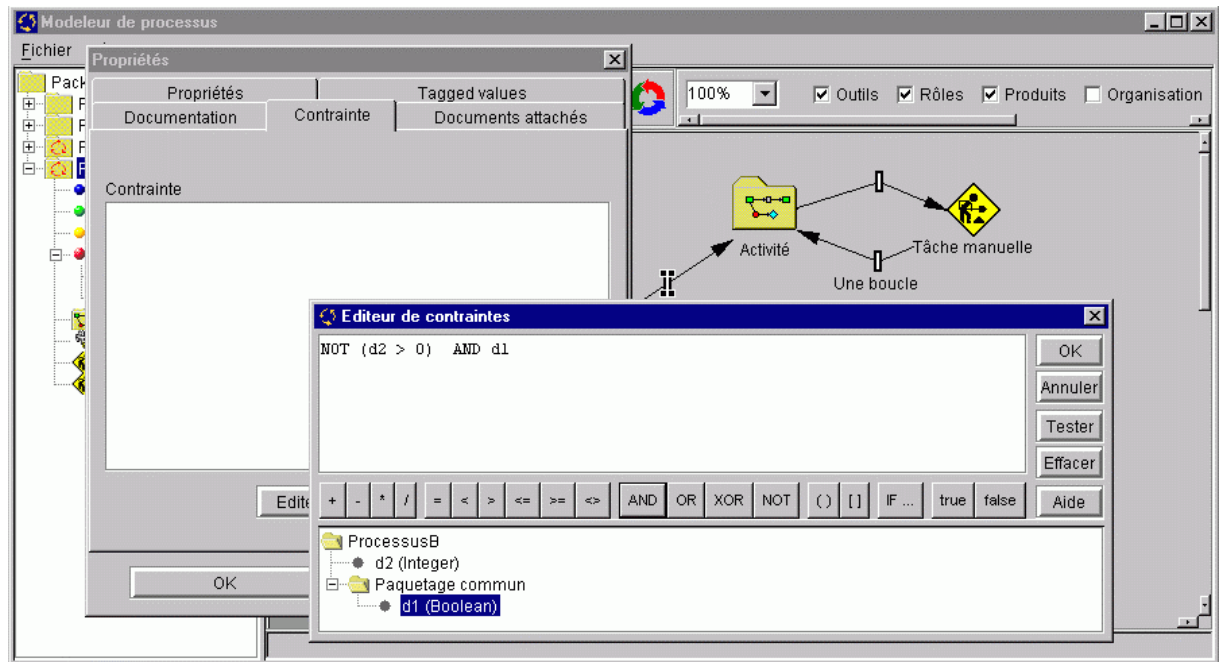 Modeleur de processus
Fichier
Propriétés
Pack
Propriétés
Tagged values
100%
Outils
Rôles
Produits
Organisation
Documentation
Contrainte
Documents attachés
Contrainte
Activité
Tâche manuelle
Une boucle
Editeur de contraintes
NOT (d2 > 0) AND d1
OK
Annuler
Tester
Effacer
Edite
+ - * / = < > <= >= <> AND OR XOR NOT () [] IF ... true false
Aide
ProcessusB
d2 (Integer)
Paquetage commun
d1 (Boolean)
OK